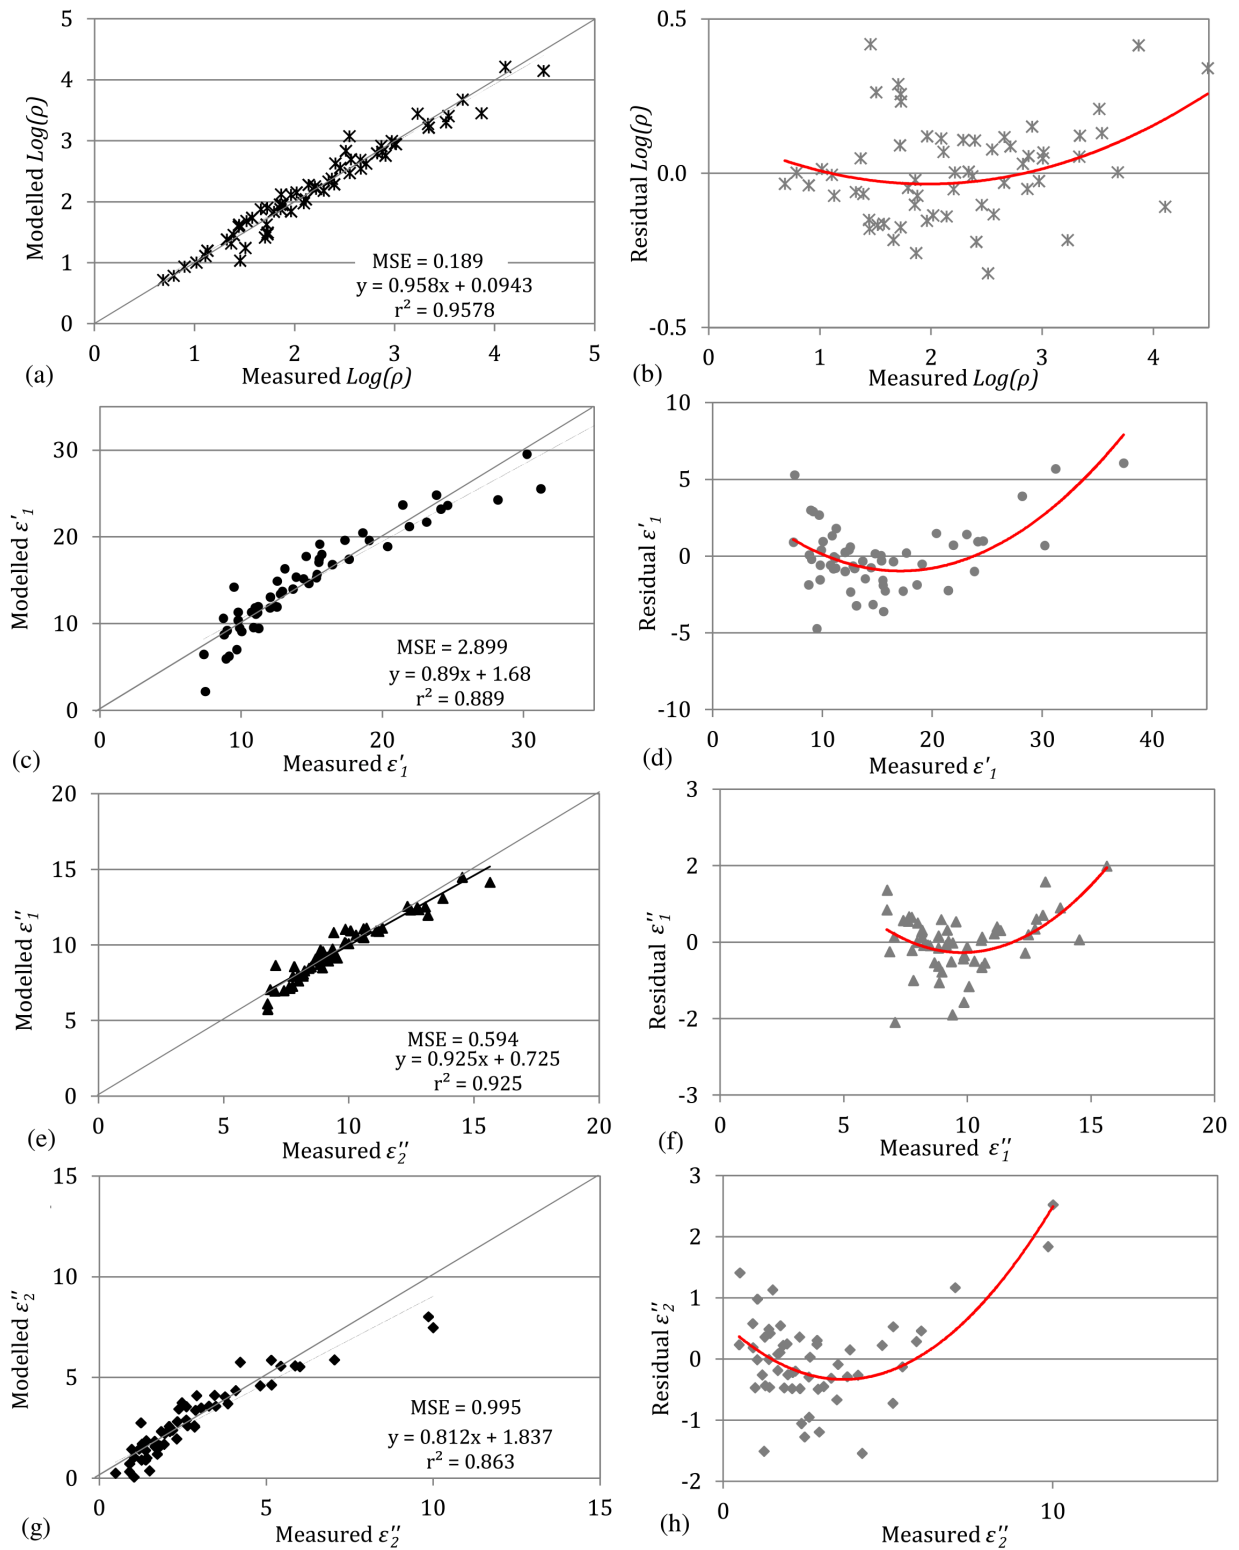 5
4
3
2
1
0
Modelled Log(ρ)
MSE = 0.189
y = 0.958x + 0.0943
r² = 0.9578
0 1 2 3 4 5
(a) Measured Log(ρ)
0.5
0.0
-0.5
Residual Log(ρ)
0 1 2 3 4
(b) Measured Log(ρ)
30
20
10
0
Modelled ε′₁
MSE = 2.899
y = 0.89x + 1.68
r² = 0.889
0 10 20 30
(c) Measured ε′₁
10
5
0
-5
-10
Residual ε′₁
0 10 20 30 40
(d) Measured ε′₁
20
15
10
5
0
Modelled ε″₁
MSE = 0.594
y = 0.925x + 0.725
r² = 0.925
0 5 10 15 20
(e) Measured ε″₂
3
2
0
-2
-3
Residual ε″₁
0 5 10 15 20
(f) Measured ε″₁
15
10
5
0
Modelled ε″₂
MSE = 0.995
y = 0.812x + 1.837
r² = 0.863
0 5 10 15
(g) Measured ε″₂
3
2
1
0
-1
-2
Residual ε″₂
0 10
(h) Measured ε″₂